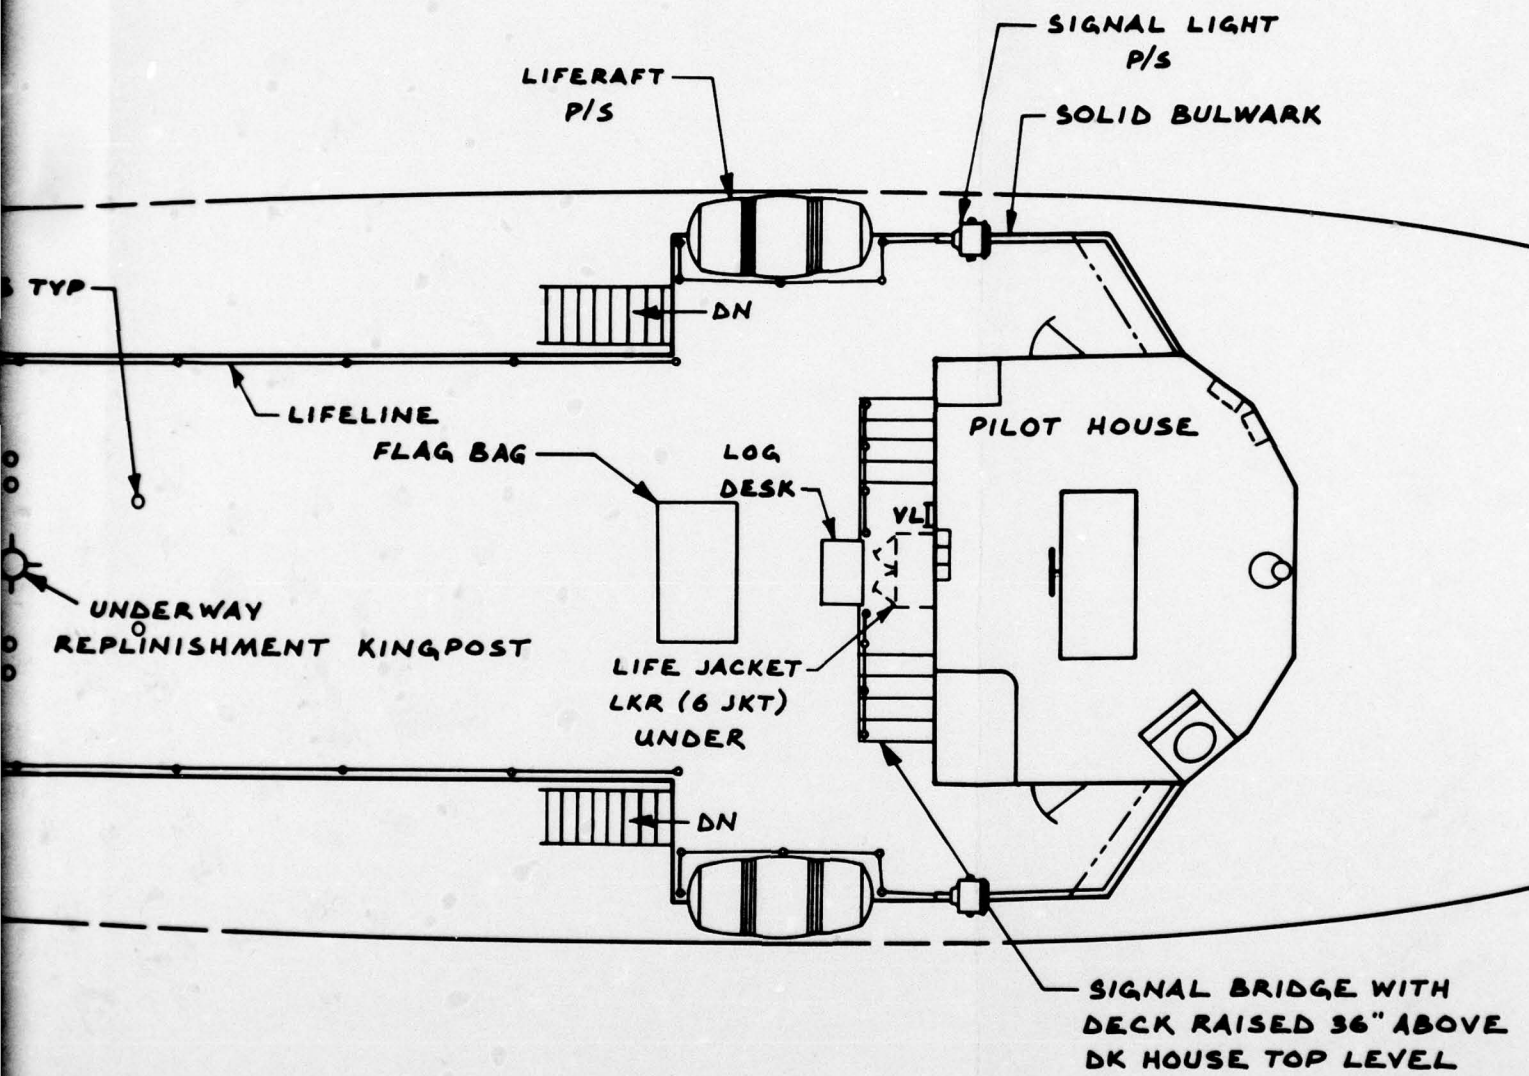 SIGNAL LIGHT
P/S
LIFERAFT
P/S
SOLID BULWARK
S TYP
DN
LIFELINE
FLAG BAG
LOG
DESK
PILOT HOUSE
VL
UNDERWAY
REPLINISHMENT KINGPOST
LIFE JACKET
LKR (6 JKT)
UNDER
DN
SIGNAL BRIDGE WITH
DECK RAISED 36" ABOVE
DK HOUSE TOP LEVEL